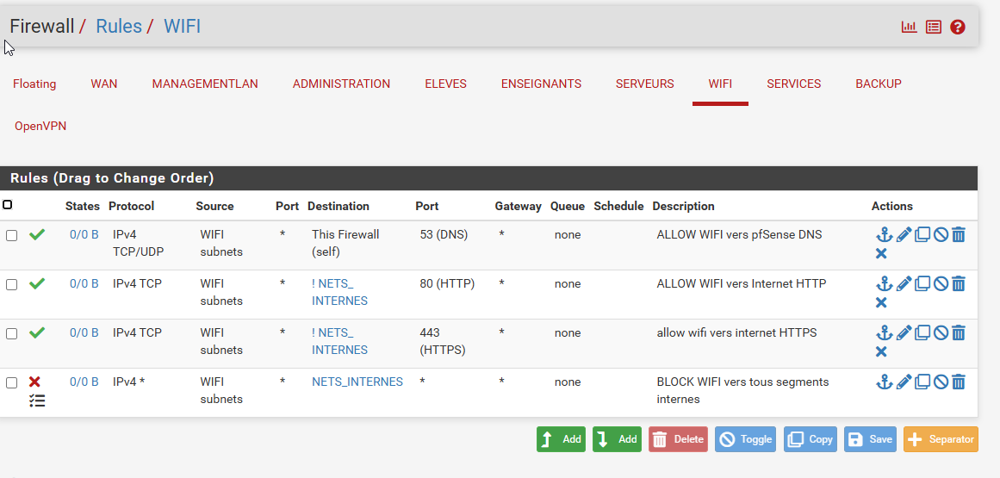 Firewall / Rules / WIFI
Floating WAN MANAGEMENTLAN ADMINISTRATION ELEVES ENSEIGNANTS SERVEURS WIFI SERVICES BACKUP
OpenVPN
Rules (Drag to Change Order)
States Protocol Source Port Destination Port Gateway Queue Schedule Description Actions
0/0 B IPv4 WIFI * This Firewall 53 (DNS) * none ALLOW WIFI vers pfSense DNS
TCP/UDP subnets (self)
0/0 B IPv4 TCP WIFI * ! NETS_ 80 (HTTP) * none ALLOW WIFI vers Internet HTTP
subnets INTERNES
0/0 B IPv4 TCP WIFI * ! NETS_ 443 * none allow wifi vers internet HTTPS
subnets INTERNES (HTTPS)
0/0 B IPv4 * WIFI * NETS_INTERNES * * none BLOCK WIFI vers tous segments
subnets internes
Add Add Delete Toggle Copy Save Separator